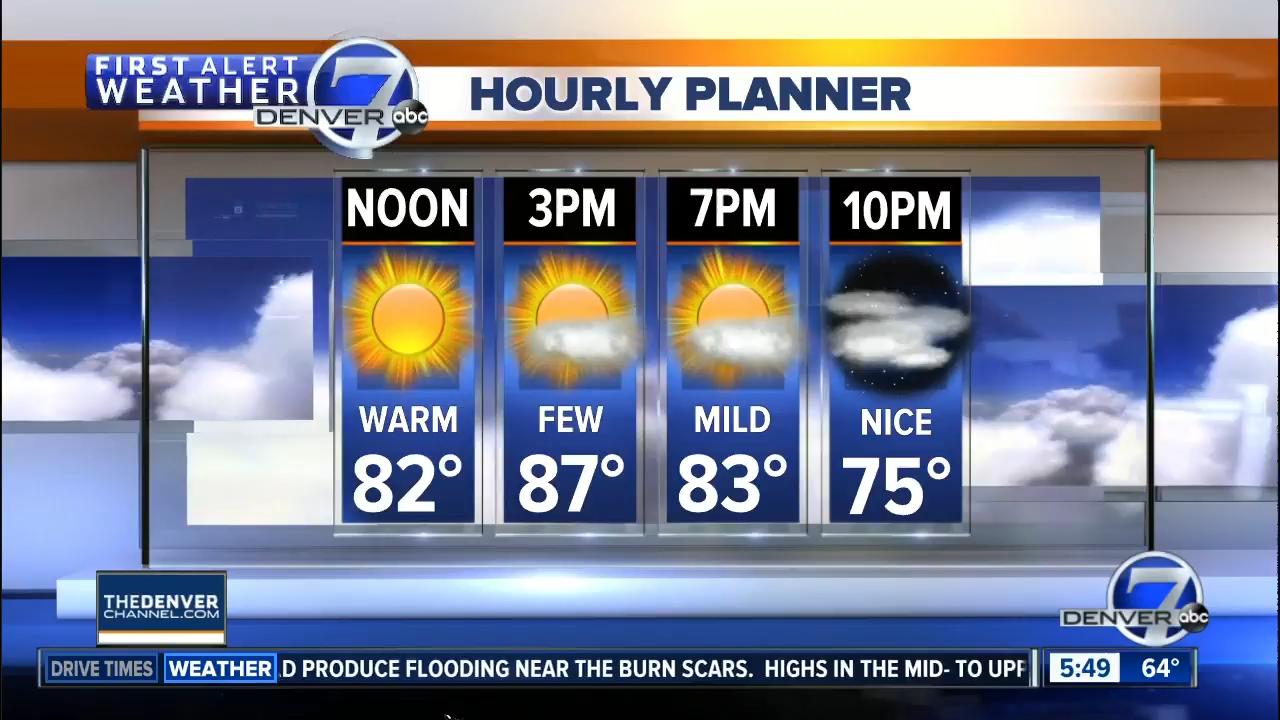 FIRST ALERT
WEATHER
7
DENVER abc
HOURLY PLANNER
NOON
3PM
7PM
10PM
WARM
FEW
MILD
NICE
82°
87°
83°
75°
THEDENVER
CHANNEL.COM
7
DENVER abc
DRIVE TIMES
WEATHER
D PRODUCE FLOODING NEAR THE BURN SCARS. HIGHS IN THE MID- TO UPP
5:49
64°